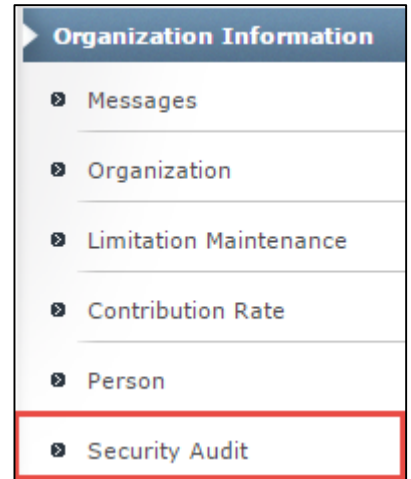 Organization Information
Messages
Organization
Limitation Maintenance
Contribution Rate
Person
Security Audit